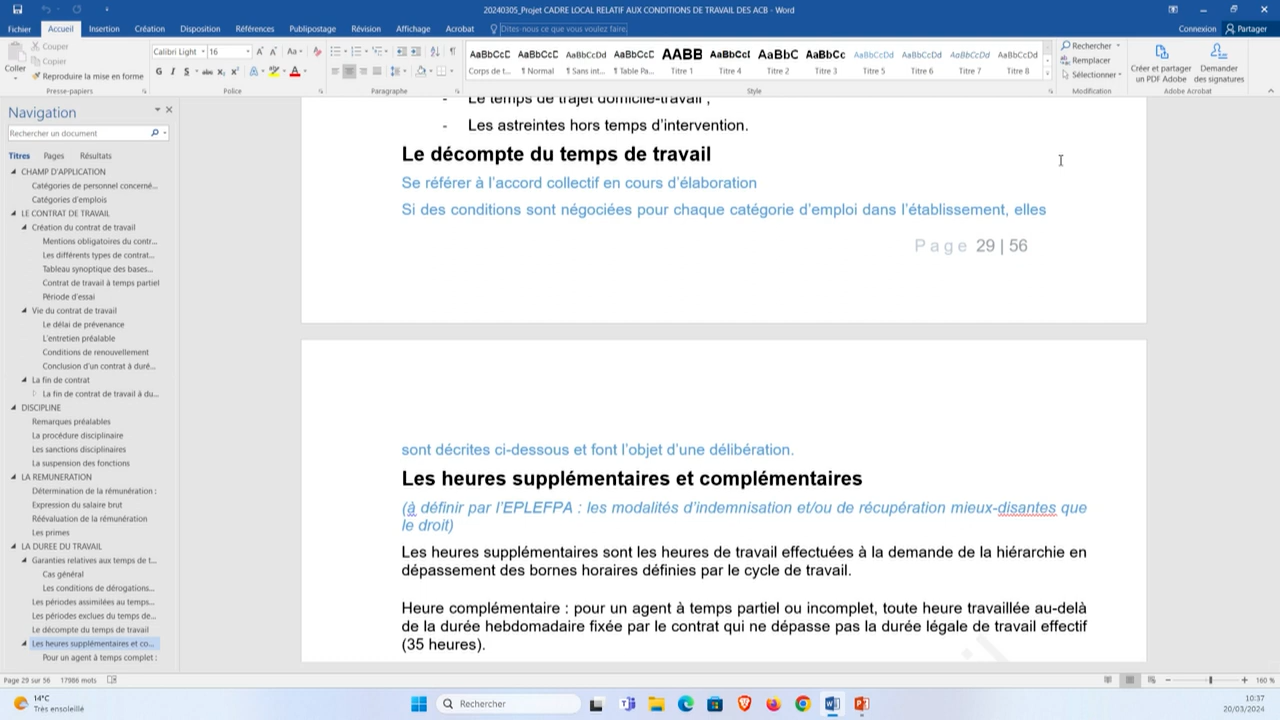 20240305_Projet CADRE LOCAL RELATIF AUX CONDITIONS DE TRAVAIL DES ACB - Word
Fichier Accueil Insertion Création Disposition Références Publipostage Révision Affichage Acrobat Dites-nous ce que vous voulez faire. Connexion Partager
Coller
Couper
Copier
Reproduire la mise en forme
Presse-papiers
Calibri Light 16
G I S abc X₂ X²
Police
Paragraphe
AaBbCcC AaBbCcC AaBbCcDd AaBbCcC AABB AaBbCcI AaBbC AaBbCc AaBbCcDd AaBbCcDd AaBbCcDd AaBbCcDd
Corps de t... ¶ Normal ¶ Sans int... ¶ Table Pa... Titre 1 Titre 4 Titre 2 Titre 3 Titre 5 Titre 6 Titre 7 Titre 8
Style
Rechercher
Remplacer
Sélectionner
Modification
Créer et partager un PDF Adobe
Demander des signatures
Adobe Acrobat
Navigation
Rechercher un document
Titres Pages Résultats
CHAMP D'APPLICATION
Catégories de personnel concerné...
Catégories d'emplois
LE CONTRAT DE TRAVAIL
Création du contrat de travail
Mentions obligatoires du contr...
Les différents types de contrat...
Tableau synoptique des bases...
Contrat de travail à temps partiel
Période d'essai
Vie du contrat de travail
Le délai de prévenance
L'entretien préalable
Conditions de renouvellement
Conclusion d'un contrat à duré...
La fin de contrat
La fin de contrat de travail à du...
DISCIPLINE
Remarques préalables
La procédure disciplinaire
Les sanctions disciplinaires
La suspension des fonctions
LA REMUNERATION
Détermination de la rémunération :
Expression du salaire brut
Réévaluation de la rémunération
Les primes
LA DUREE DU TRAVAIL
Garanties relatives aux temps de t...
Cas général
Les conditions de dérogations...
Les périodes assimilées au temps...
Les périodes exclues du temps de...
Le décompte du temps de travail
Les heures supplémentaires et co...
Pour un agent à temps complet :
- Le temps de trajet domicile-travail ;
- Les astreintes hors temps d'intervention.
Le décompte du temps de travail
Se référer à l'accord collectif en cours d'élaboration
Si des conditions sont négociées pour chaque catégorie d'emploi dans l'établissement, elles
Page 29 | 56
sont décrites ci-dessous et font l'objet d'une délibération.
Les heures supplémentaires et complémentaires
(à définir par l'EPLEFPA : les modalités d'indemnisation et/ou de récupération mieux-disantes que
le droit)
Les heures supplémentaires sont les heures de travail effectuées à la demande de la hiérarchie en
dépassement des bornes horaires définies par le cycle de travail.
Heure complémentaire : pour un agent à temps partiel ou incomplet, toute heure travaillée au-delà
de la durée hebdomadaire fixée par le contrat qui ne dépasse pas la durée légale de travail effectif
(35 heures).
Page 29 sur 56 17986 mots
160 %
14°C
Très ensoleillé
Rechercher
10:37
20/03/2024